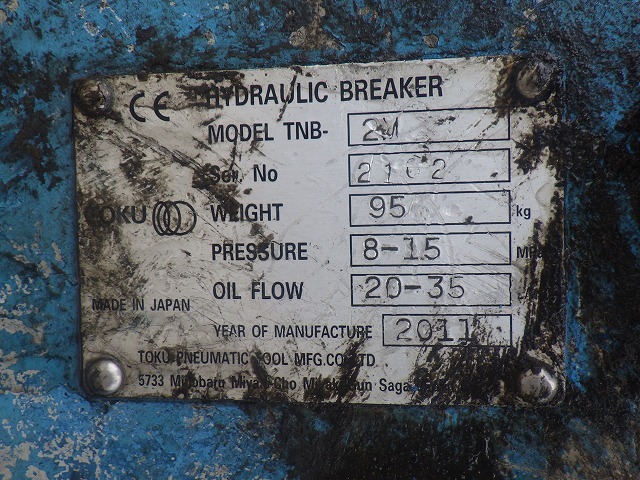 CE HYDRAULIC BREAKER
MODEL TNB- 2M
Ser. No 2162
TOKU WEIGHT 95 kg
PRESSURE 8-15
OIL FLOW 20-35
MADE IN JAPAN
YEAR OF MANUFACTURE 2011
TOKU PNEUMATIC TOOL MFG.CO.LTD
5733 Saga